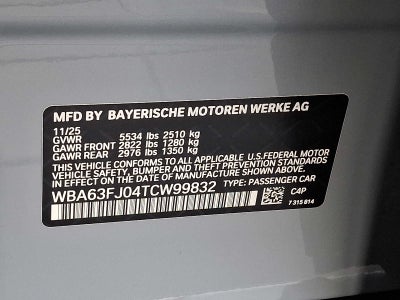 MFD BY BAYERISCHE MOTOREN WERKE AG
11/25
GVWR 5534 lbs 2510 kg
GAWR FRONT 2822 lbs 1280 kg
GAWR REAR 2976 lbs 1350 kg
THIS VEHICLE CONFORMS TO ALL APPLICABLE U.S.FEDERAL MOTOR
VEHICLE SAFETY, BUMPER, AND THEFT PREVENTION STANDARDS
IN EFFECT ON THE DATE OF MANUFACTURE SHOWN ABOVE.
WBA63FJ04TCW99832 TYPE: PASSENGER CAR
C4P
7 315 814